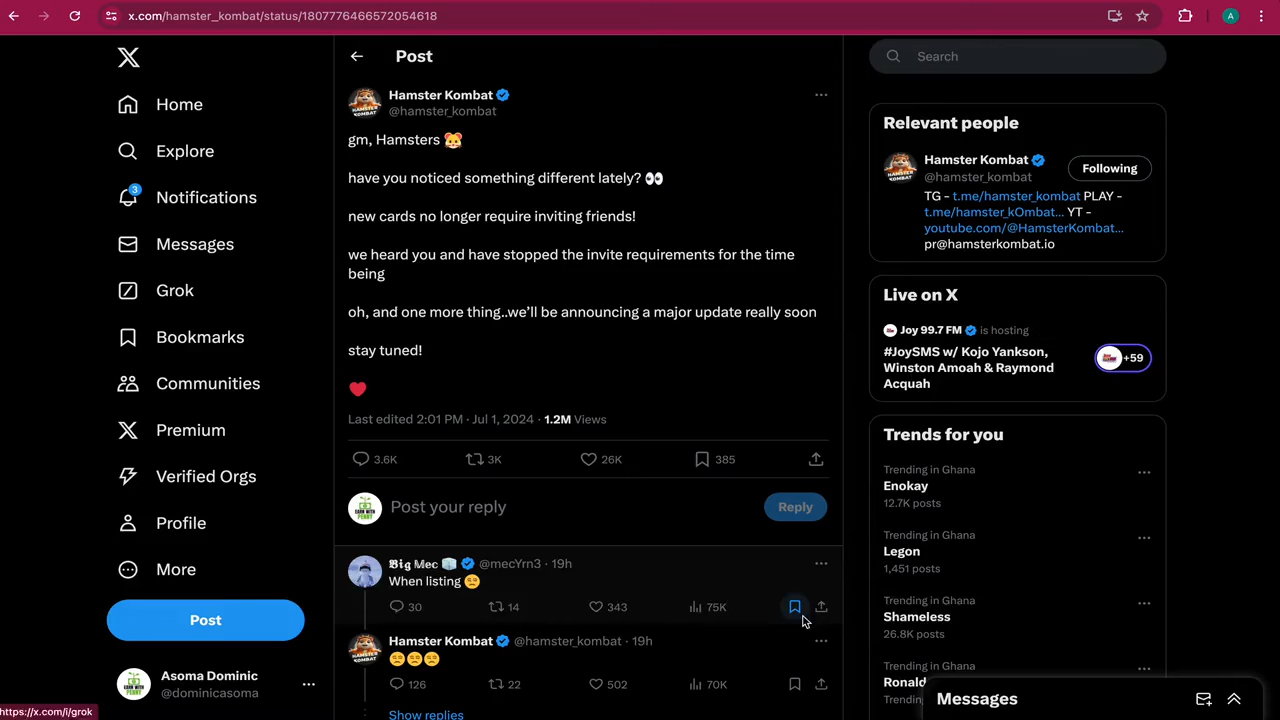 x.com/hamster_kombat/status/1807776466572054618
A
Home
Explore
3
Notifications
Messages
Grok
Bookmarks
Communities
Premium
Verified Orgs
Profile
More
Post
Asoma Dominic
@dominicasoma
https://x.com/i/grok
Post
Hamster Kombat
@hamster_kombat
gm, Hamsters 🐹
have you noticed something different lately? 👀
new cards no longer require inviting friends!
we heard you and have stopped the invite requirements for the time
being
oh, and one more thing..we’ll be announcing a major update really soon
stay tuned!
❤️
Last edited 2:01 PM · Jul 1, 2024 · 1.2M Views
3.6K 3K 26K 385
Post your reply
Reply
𝕭𝖎𝖌 𝕄𝕖𝕔 🧊 @mecYrn3 · 19h
When listing 😒
30 14 343 75K
Hamster Kombat @hamster_kombat · 19h
😒😒😒
126 22 502 70K
Show replies
Search
Relevant people
Hamster Kombat
@hamster_kombat
Following
TG - t.me/hamster_kombat PLAY -
t.me/hamster_kOmbat… YT -
youtube.com/@HamsterKombat…
pr@hamsterkombat.io
Live on X
Joy 99.7 FM is hosting
#JoySMS w/ Kojo Yankson,
Winston Amoah & Raymond
Acquah
+59
Trends for you
Trending in Ghana
Enokay
12.7K posts
Trending in Ghana
Legon
1,451 posts
Trending in Ghana
Shameless
26.8K posts
Trending in Ghana
Ronald
Messages